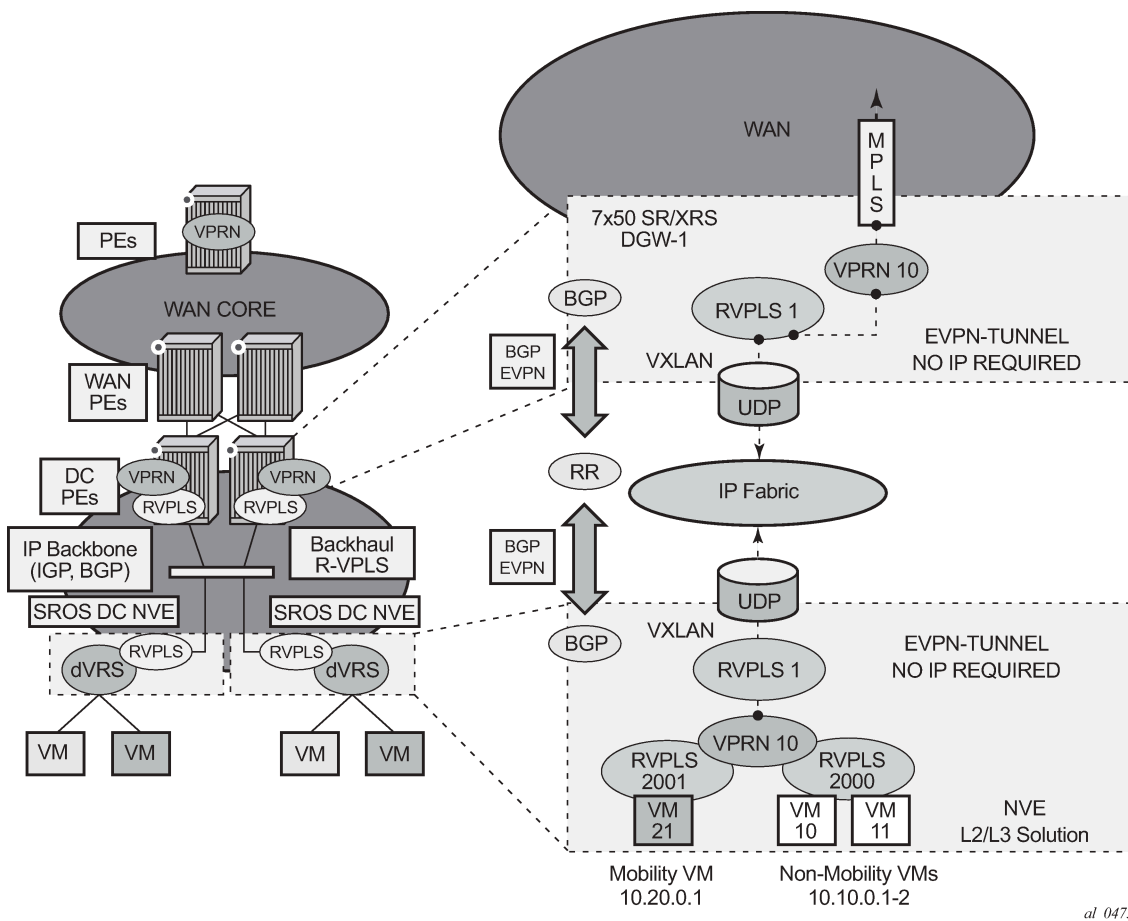 PEs
VPRN
WAN CORE
WAN
PEs
DC
PEs
VPRN
RVPLS
VPRN
RVPLS
IP Backbone
(IGP, BGP)
Backhaul
R-VPLS
SROS DC NVE
SROS DC NVE
RVPLS
dVRS
RVPLS
dVRS
VM
VM
VM
VM
WAN
MPLS
7x50 SR/XRS
DGW-1
VPRN 10
BGP
RVPLS 1
EVPN-TUNNEL
NO IP REQUIRED
BGP
EVPN
VXLAN
UDP
RR
IP Fabric
BGP
EVPN
UDP
BGP
VXLAN
RVPLS 1
EVPN-TUNNEL
NO IP REQUIRED
VPRN 10
RVPLS
2001
RVPLS
2000
VM
21
VM
10
VM
11
NVE
L2/L3 Solution
Mobility VM
10.20.0.1
Non-Mobility VMs
10.10.0.1-2